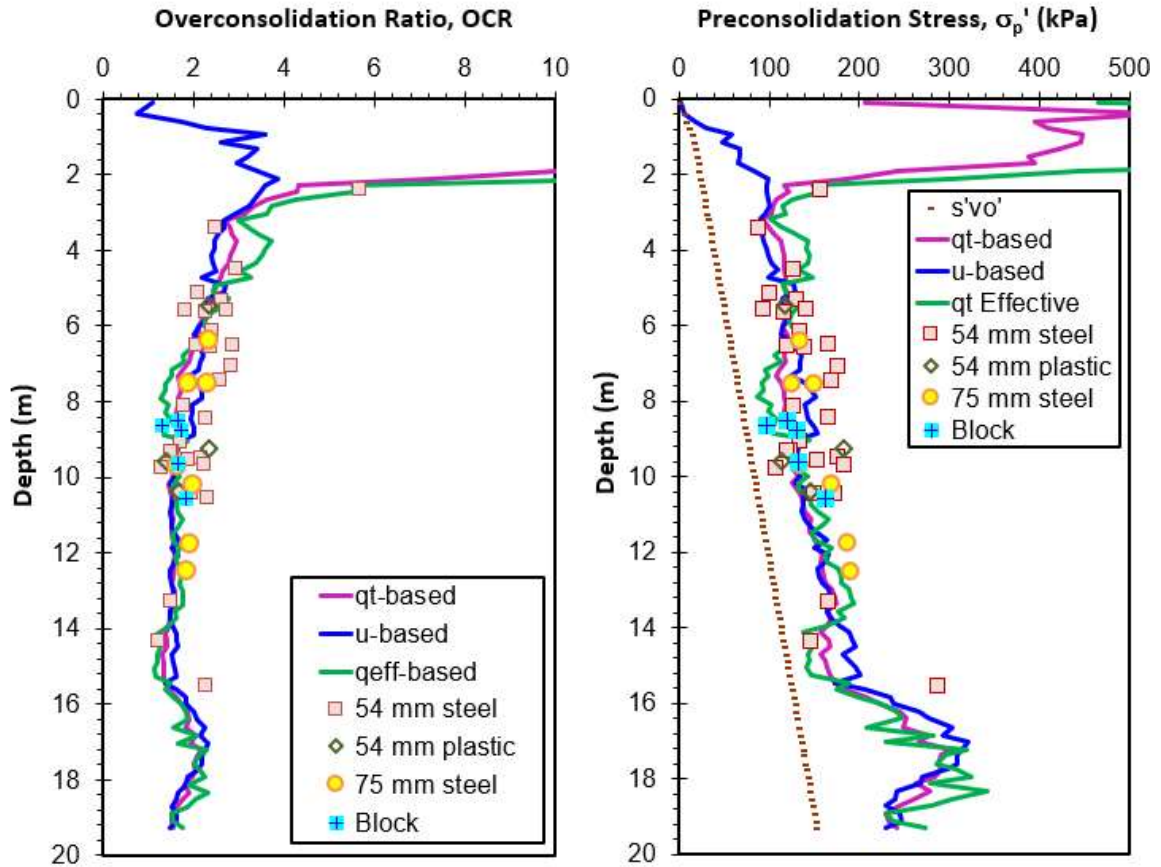 Overconsolidation Ratio, OCR
0 2 4 6 8 10
0
2
4
6
8
10
12
14
16
18
20
Depth (m)
qt-based
u-based
qeff-based
54 mm steel
54 mm plastic
75 mm steel
Block
Preconsolidation Stress, σp' (kPa)
0 100 200 300 400 500
0
2
4
6
8
10
12
14
16
18
20
Depth (m)
s'vo'
qt-based
u-based
qt Effective
54 mm steel
54 mm plastic
75 mm steel
Block